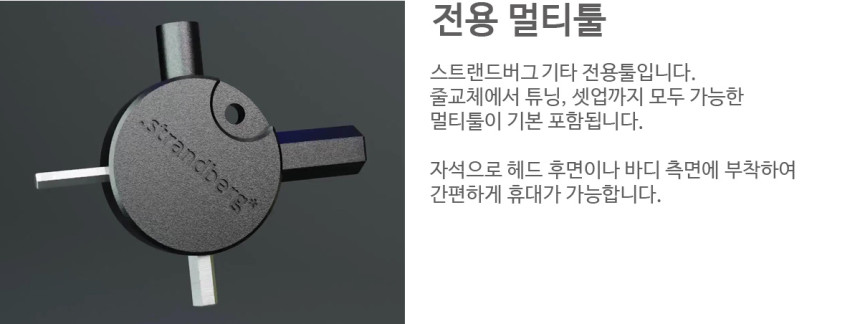 전용 멀티툴
.strandberg*
스트랜드버그 기타 전용툴입니다.
줄교체에서 튜닝, 셋업까지 모두 가능한
멀티툴이 기본 포함됩니다.
자석으로 헤드 후면이나 바디 측면에 부착하여
간편하게 휴대가 가능합니다.